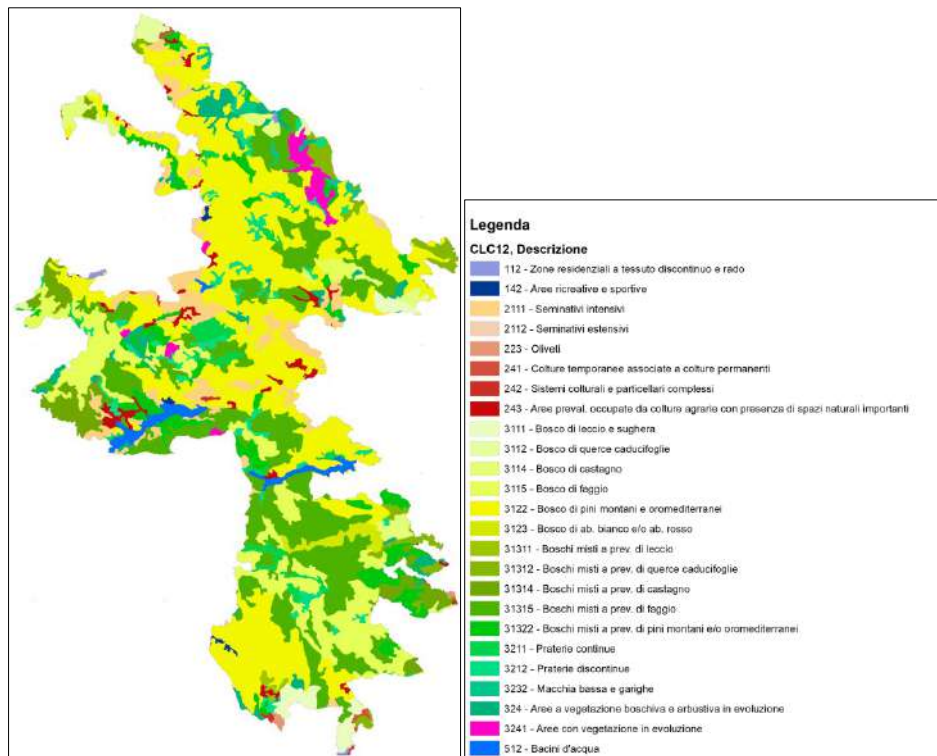 Legenda
CLC12, Descrizione
112 - Zone residenziali a tessuto discontinuo e rado
142 - Aree ricreative e sportive
2111 - Seminativi intensivi
2112 - Seminativi estensivi
223 - Oliveti
241 - Colture temporanee associate a colture permanenti
242 - Sistemi colturali e particellari complessi
243 - Aree preval. occupate da colture agrarie con presenza di spazi naturali importanti
3111 - Bosco di leccio e sughera
3112 - Bosco di querce caducifoglie
3114 - Bosco di castagno
3115 - Bosco di faggio
3122 - Bosco di pini montani e oromediterranei
3123 - Bosco di ab. bianco e/o ab. rosso
31311 - Boschi misti a prev. di leccio
31312 - Boschi misti a prev. di querce caducifoglie
31314 - Boschi misti a prev. di castagno
31315 - Boschi misti a prev. di faggio
31322 - Boschi misti a prev. di pini montani e/o oromediterranei
3211 - Praterie continue
3212 - Praterie discontinue
3232 - Macchia bassa e garighe
324 - Aree a vegetazione boschiva e arbustiva in evoluzione
3241 - Aree con vegetazione in evoluzione
512 - Bacini d'acqua